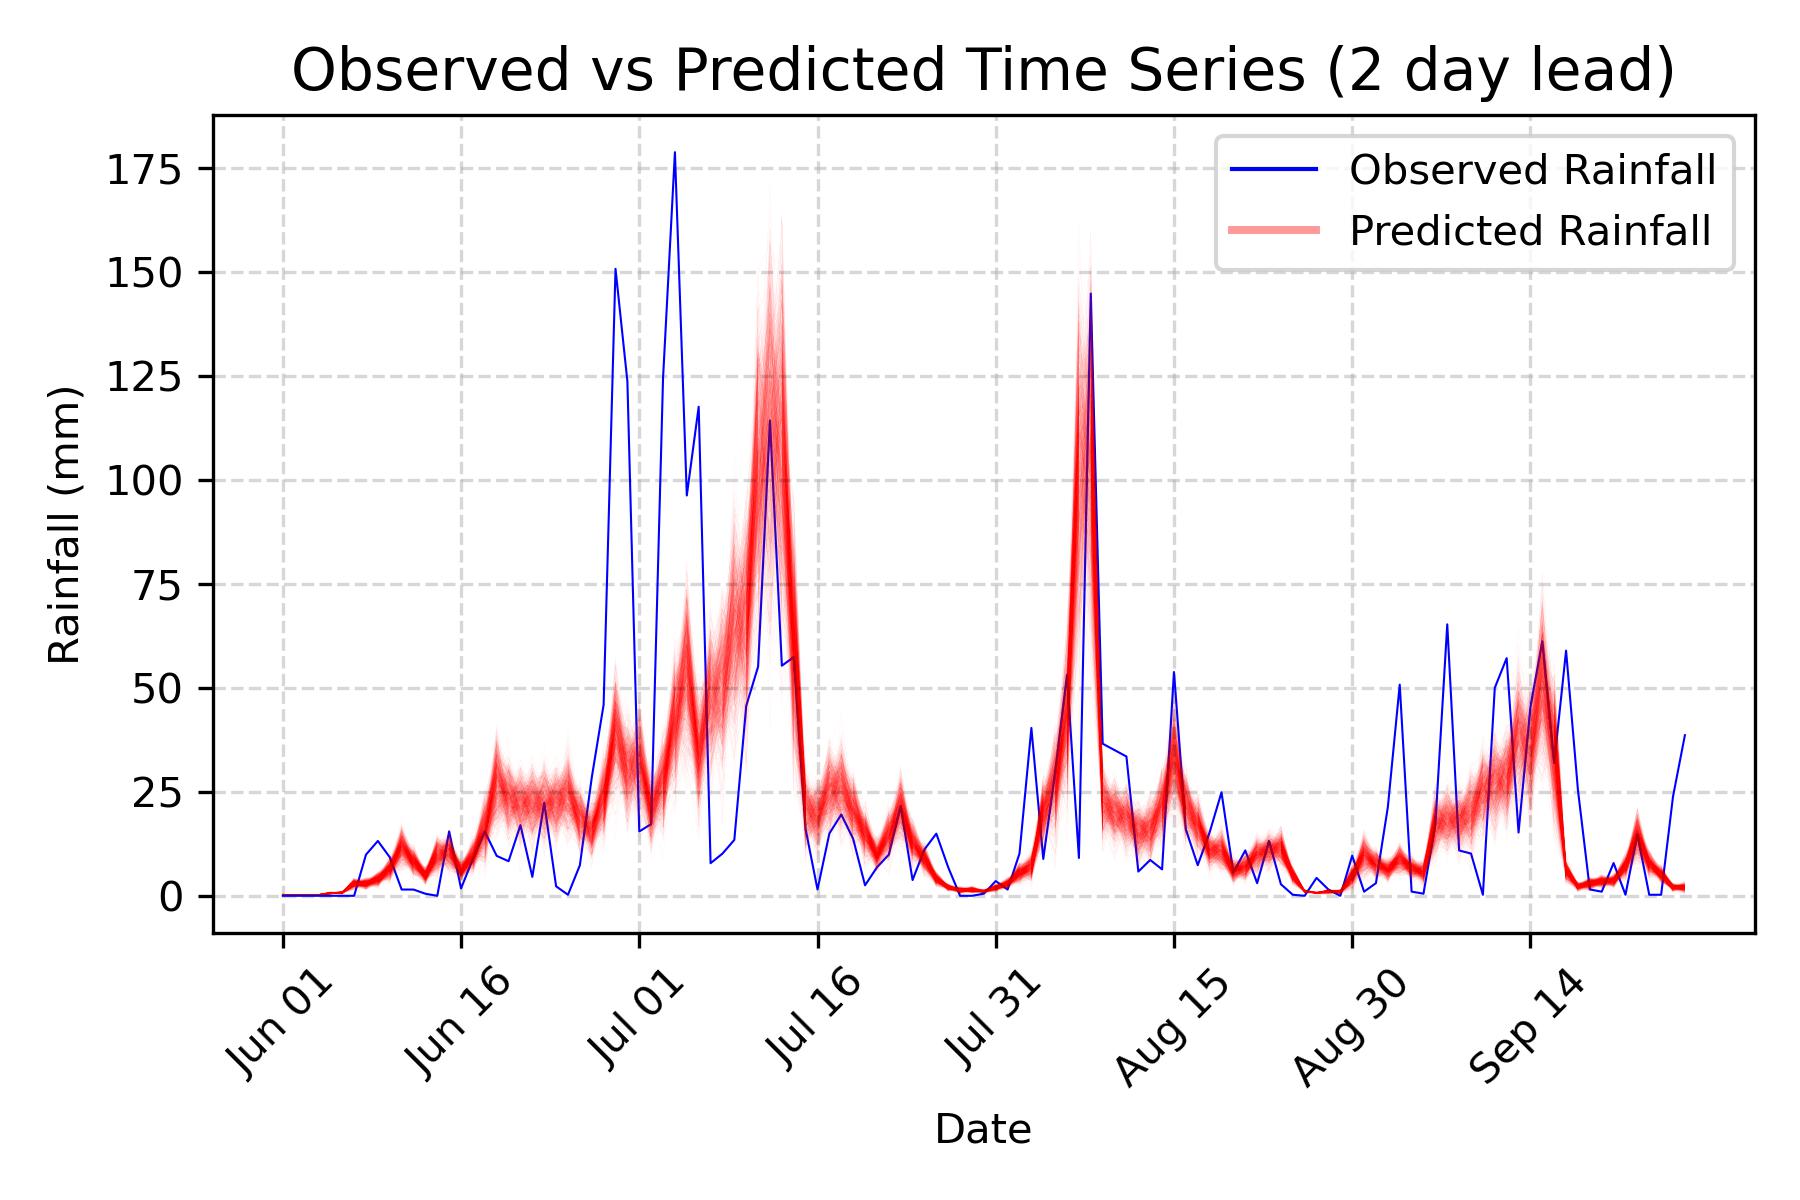 Observed vs Predicted Time Series (2 day lead)
Observed Rainfall
Predicted Rainfall
Rainfall (mm)
175
150
125
100
75
50
25
0
Jun 01
Jun 16
Jul 01
Jul 16
Jul 31
Aug 15
Aug 30
Sep 14
Date